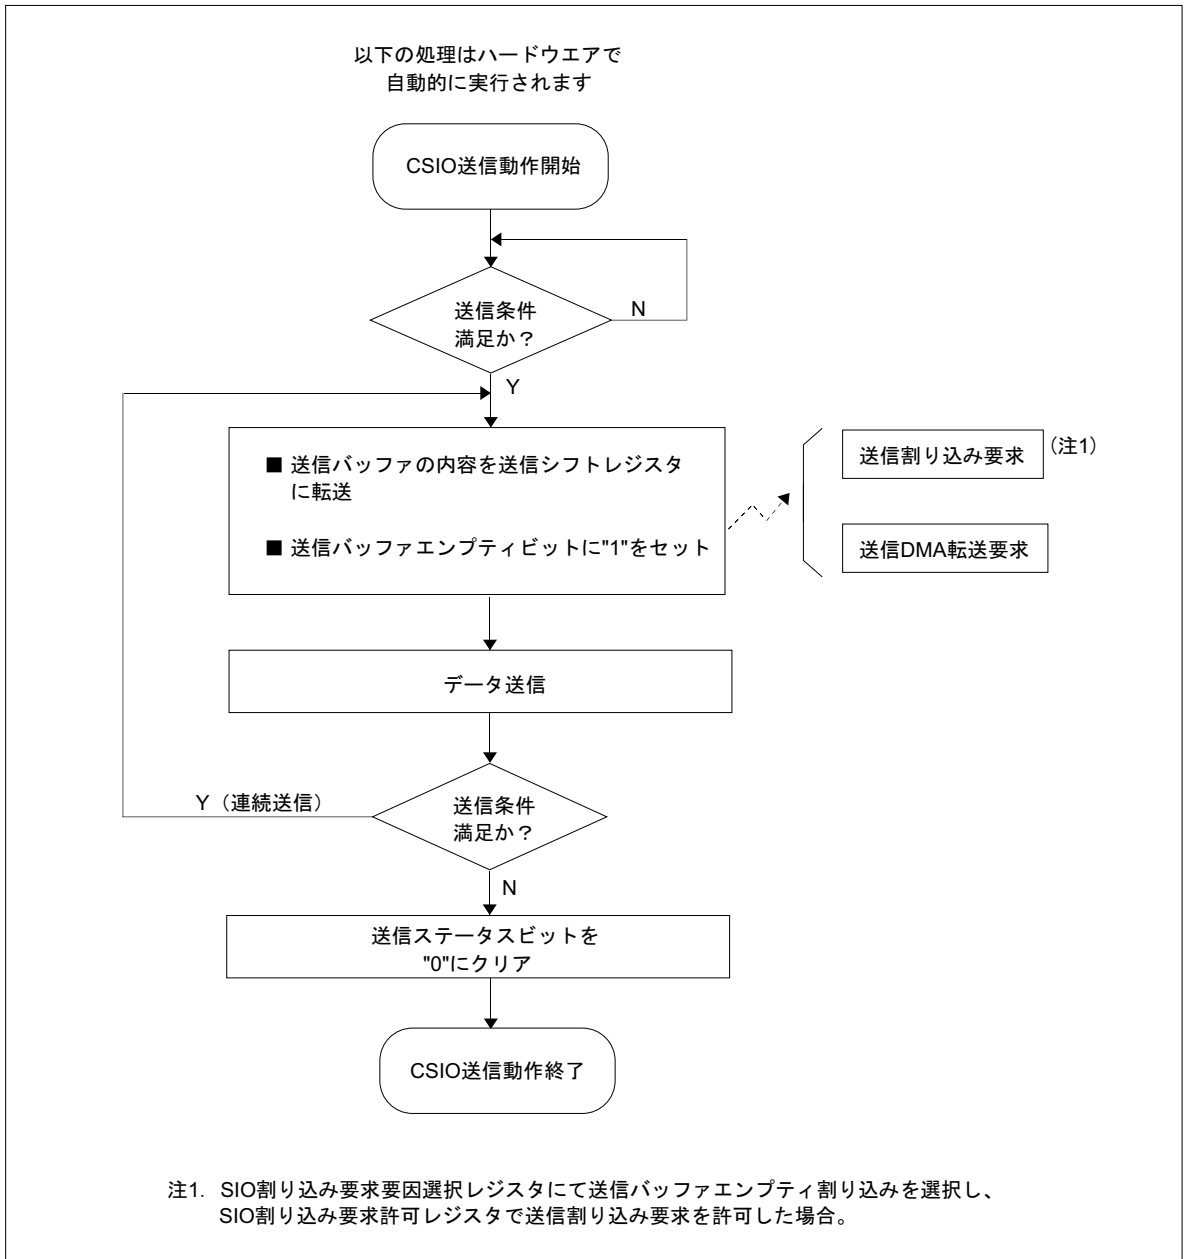 以下の処理はハードウエアで
自動的に実行されます
CSIO送信動作開始
送信条件
満足か？
N
Y
■ 送信バッファの内容を送信シフトレジスタ
に転送
■ 送信バッファエンプティビットに"1"をセット
送信割り込み要求
(注1)
送信DMA転送要求
データ送信
送信条件
満足か？
Y（連続送信）
N
送信ステータスビットを
"0"にクリア
CSIO送信動作終了
注1. SIO割り込み要求要因選択レジスタにて送信バッファエンプティ割り込みを選択し、
SIO割り込み要求許可レジスタで送信割り込み要求を許可した場合。